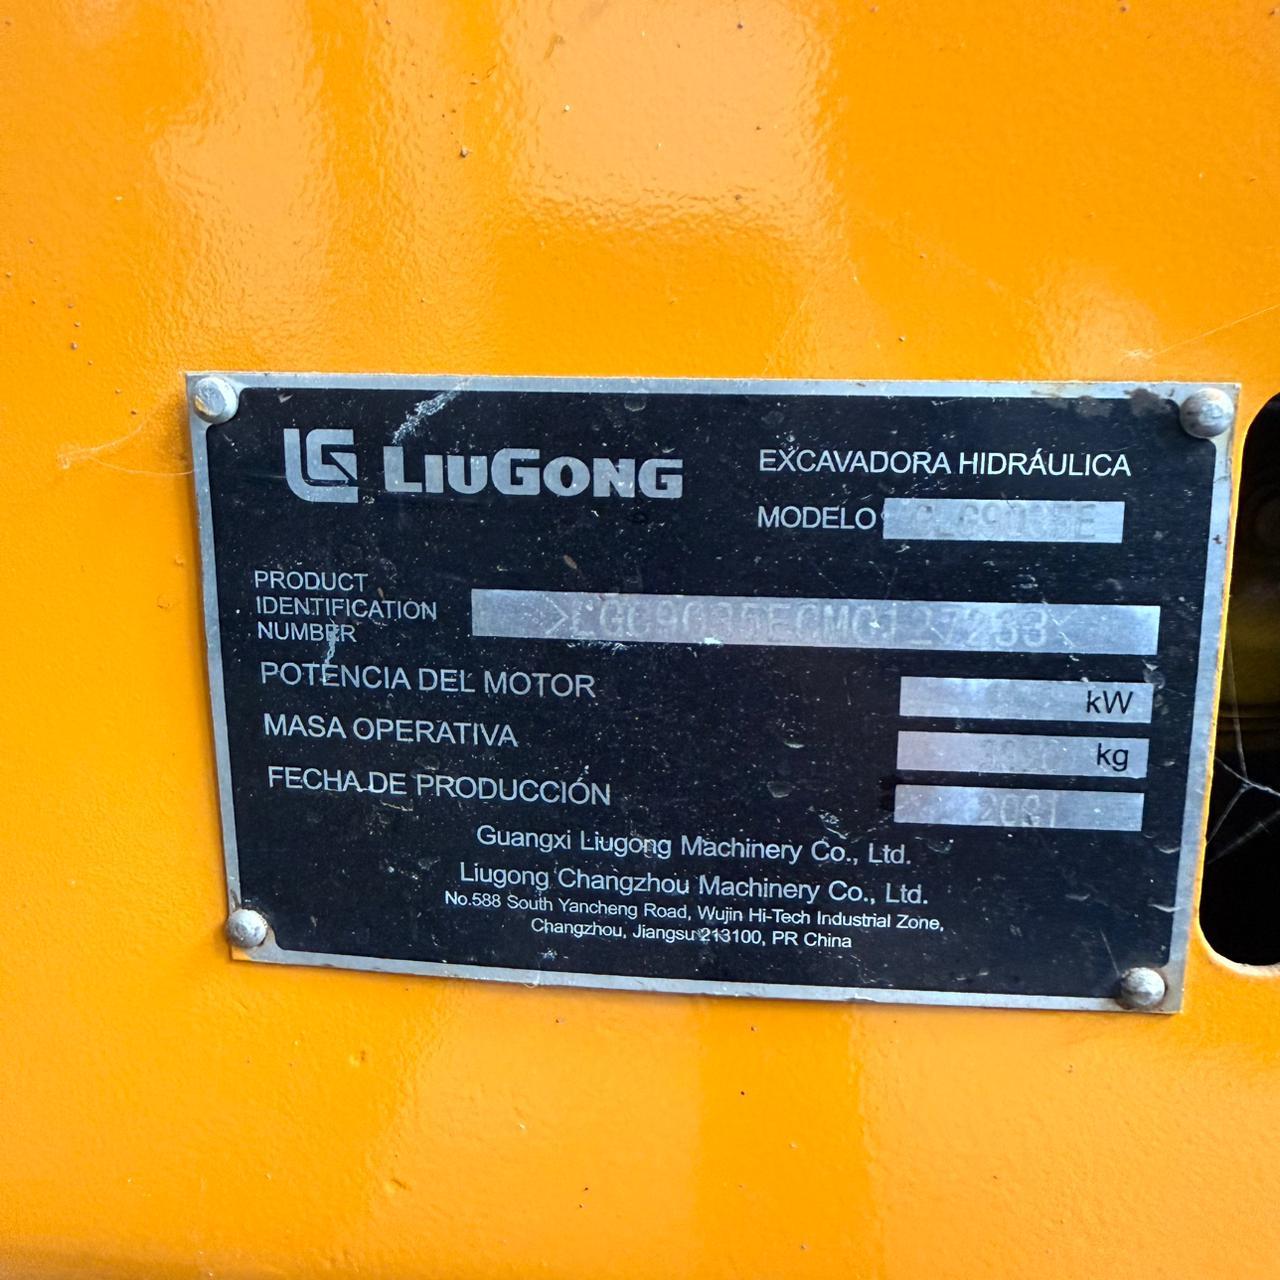 LG LIUGONG
EXCAVADORA HIDRÁULICA
MODELO CLG9035E
PRODUCT
IDENTIFICATION
NUMBER
POTENCIA DEL MOTOR kW
MASA OPERATIVA kg
FECHA DE PRODUCCIÓN
Guangxi Liugong Machinery Co., Ltd.
Liugong Changzhou Machinery Co., Ltd.
No.588 South Yancheng Road, Wujin Hi-Tech Industrial Zone,
Changzhou, Jiangsu 213100, PR China